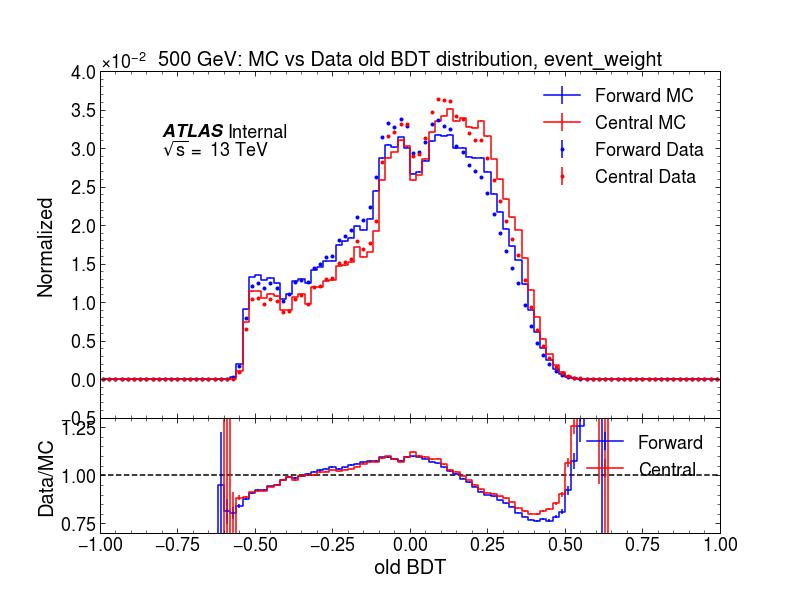 ×10⁻² 500 GeV: MC vs Data old BDT distribution, event_weight
4.0
3.5
3.0
2.5
2.0
1.5
1.0
0.5
0.0
Normalized
ATLAS Internal
√s = 13 TeV
Forward MC
Central MC
Forward Data
Central Data
−0.5
1.25
1.00
0.75
Data/MC
Forward
Central
−1.00 −0.75 −0.50 −0.25 0.00 0.25 0.50 0.75 1.00
old BDT